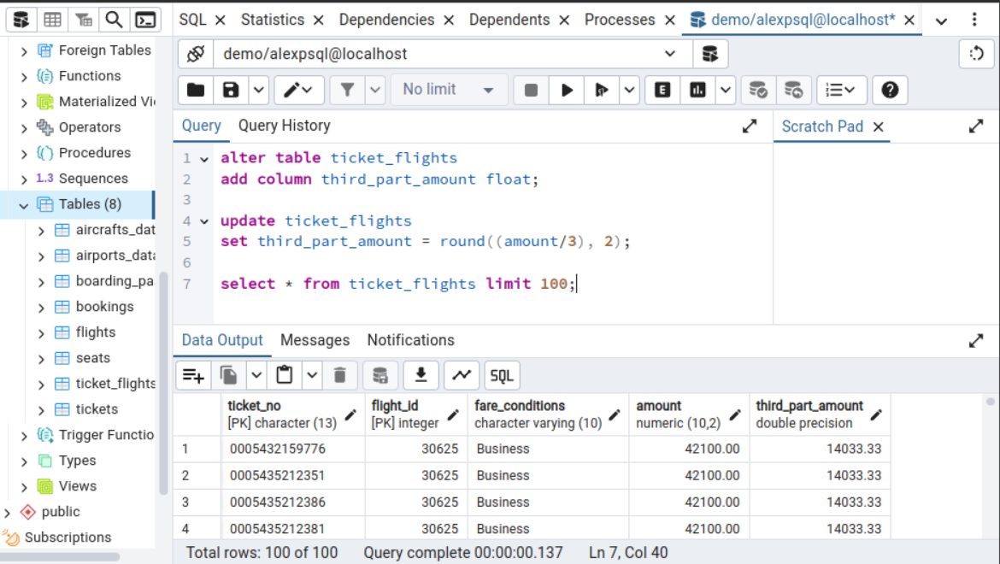 SQL Statistics Dependencies Dependents Processes demo/alexpsql@localhost*
demo/alexpsql@localhost
No limit
E
Query Query History
Scratch Pad
Foreign Tables
Functions
Materialized Vi
Operators
Procedures
1..3 Sequences
Tables (8)
aircrafts_dat
airports_data
boarding_pa
bookings
flights
seats
ticket_flights
tickets
Trigger Functio
Types
Views
public
Subscriptions
1 alter table ticket_flights
2 add column third_part_amount float;
3
4 update ticket_flights
5 set third_part_amount = round((amount/3), 2);
6
7 select * from ticket_flights limit 100;
Data Output Messages Notifications
SQL
ticket_no flight_id fare_conditions amount third_part_amount
[PK] character (13) [PK] integer character varying (10) numeric (10,2) double precision
1 0005432159776 30625 Business 42100.00 14033.33
2 0005435212351 30625 Business 42100.00 14033.33
3 0005435212386 30625 Business 42100.00 14033.33
4 0005435212381 30625 Business 42100.00 14033.33
Total rows: 100 of 100 Query complete 00:00:00.137 Ln 7, Col 40